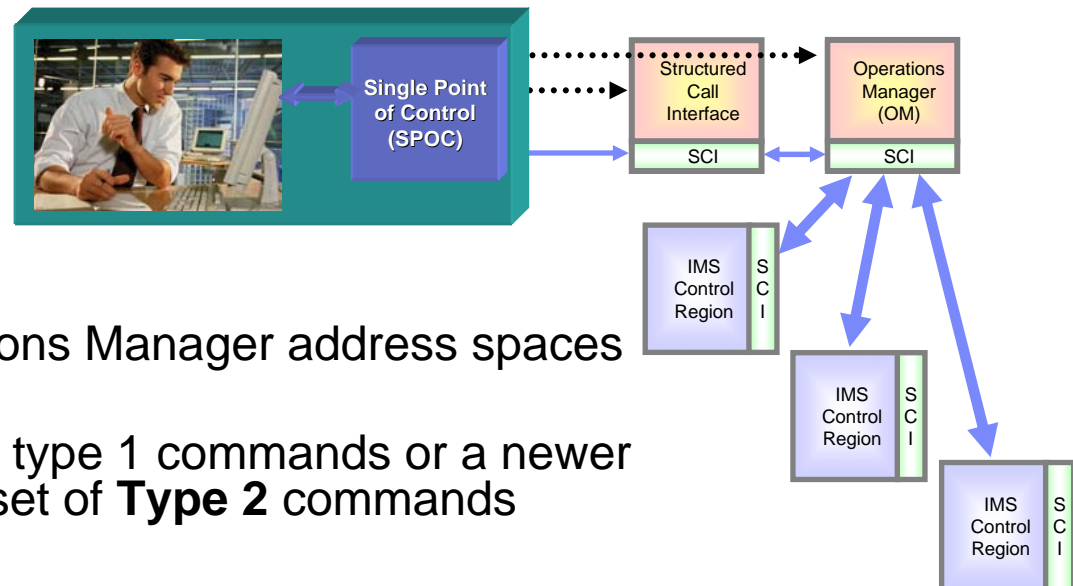 Single Point
of Control
(SPOC)
Structured
Call
Interface
SCI
Operations
Manager
(OM)
SCI
IMS
Control
Region
S
C
I
ons Manager address spaces
IMS
Control
Region
S
C
I
type 1 commands or a newer
set of Type 2 commands
IMS
Control
Region
S
C
I